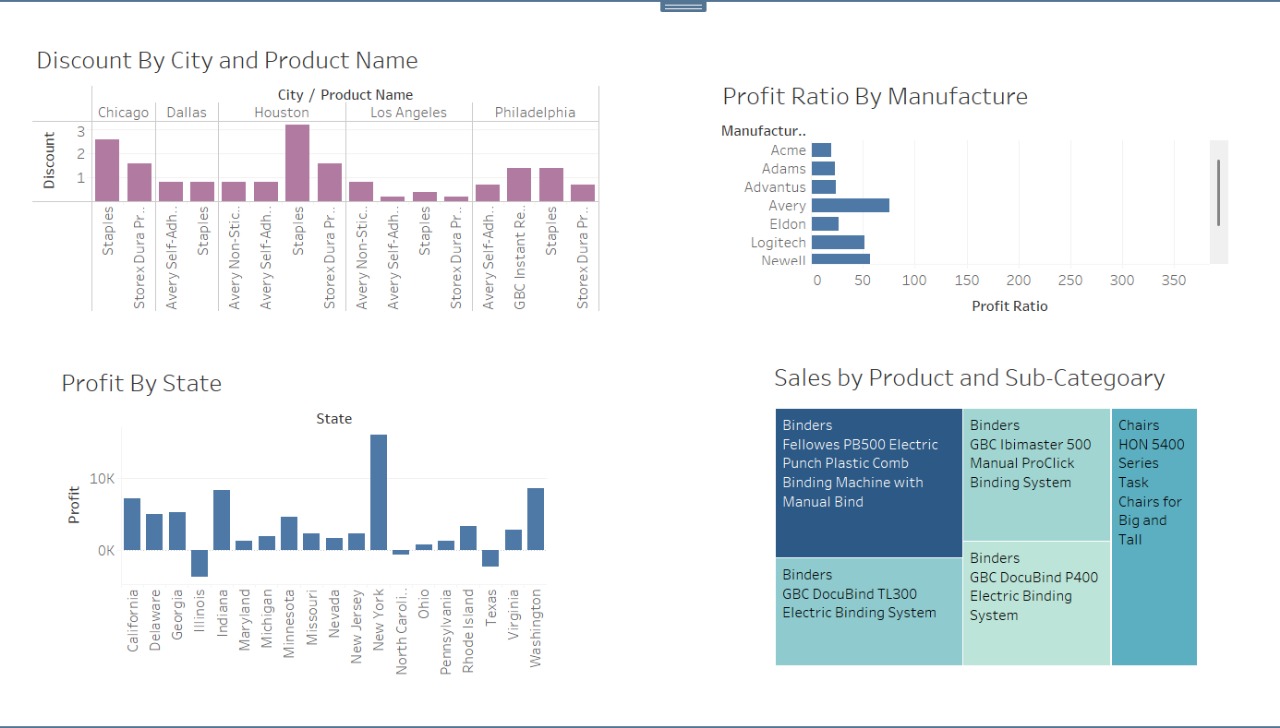 Discount By City and Product Name
City / Product Name
Chicago Dallas Houston Los Angeles Philadelphia
Discount
3
2
1
Staples
Storex Dura Pr..
Avery Self-Adh..
Staples
Avery Non-Stic..
Avery Self-Adh..
Staples
Storex Dura Pr..
Avery Non-Stic..
Avery Self-Adh..
Staples
Storex Dura Pr..
Avery Self-Adh..
GBC Instant Re..
Staples
Storex Dura Pr..
Profit Ratio By Manufacture
Manufactur..
Acme
Adams
Advantus
Avery
Eldon
Logitech
Newell
0 50 100 150 200 250 300 350
Profit Ratio
Profit By State
State
Profit
10K
0K
California
Delaware
Georgia
Illinois
Indiana
Maryland
Michigan
Minnesota
Missouri
Nevada
New Jersey
New York
North Caroli..
Ohio
Pennsylvania
Rhode Island
Texas
Virginia
Washington
Sales by Product and Sub-Categoary
Binders
Fellowes PB500 Electric
Punch Plastic Comb
Binding Machine with
Manual Bind
Binders
GBC DocuBind TL300
Electric Binding System
Binders
GBC Ibimaster 500
Manual ProClick
Binding System
Binders
GBC DocuBind P400
Electric Binding
System
Chairs
HON 5400
Series
Task
Chairs for
Big and
Tall